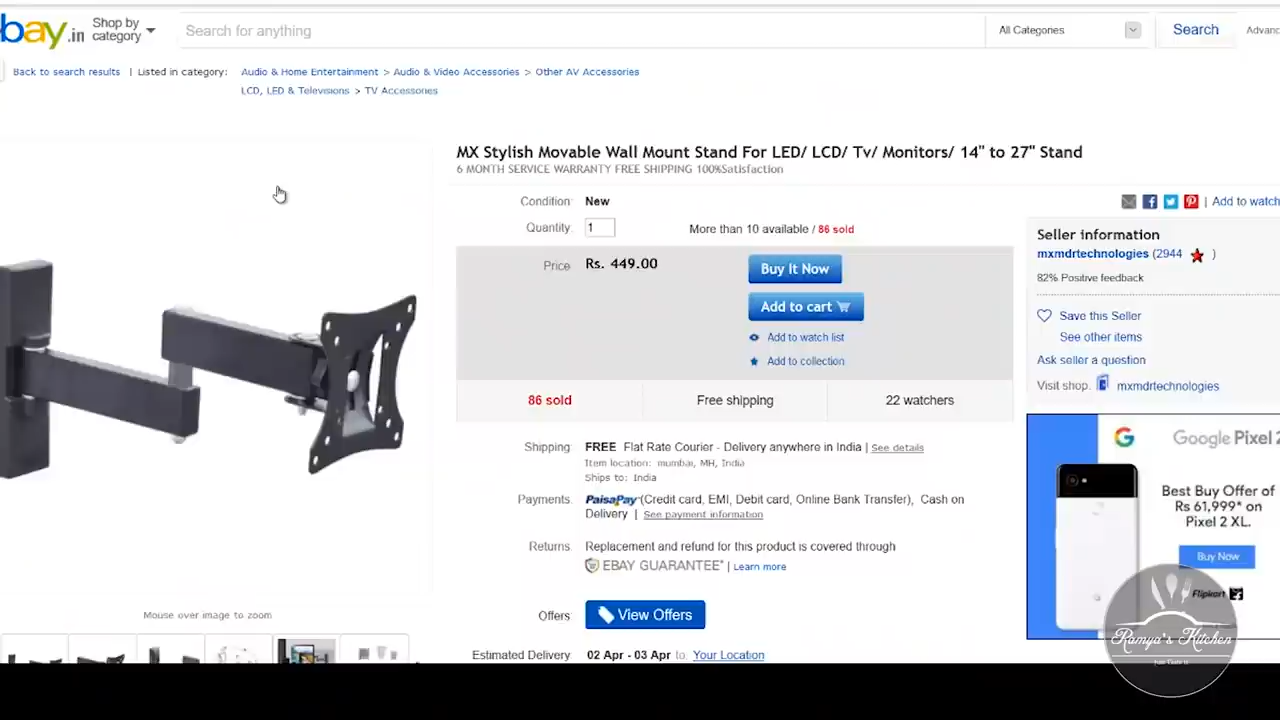 bay.in
Shop by
category
Search for anything
All Categories
Search
Back to search results | Listed in category:
Audio & Home Entertainment > Audio & Video Accessories > Other AV Accessories
LCD, LED & Televisions > TV Accessories
MX Stylish Movable Wall Mount Stand For LED/ LCD/ Tv/ Monitors/ 14" to 27" Stand
6 MONTH SERVICE WARRANTY FREE SHIPPING 100%Satisfaction
Condition: New
Quantity: 1
More than 10 available / 86 sold
Price: Rs. 449.00
Buy It Now
Add to cart
Add to watch list
Add to collection
86 sold
Free shipping
22 watchers
Shipping: FREE Flat Rate Courier - Delivery anywhere in India | See details
Item location: mumbai, MH, India
Ships to: India
Payments: PaisaPay (Credit card, EMI, Debit card, Online Bank Transfer), Cash on
Delivery | See payment information
Returns: Replacement and refund for this product is covered through
EBAY GUARANTEE* | Learn more
Offers: View Offers
Estimated Delivery: 02 Apr - 03 Apr to Your Location
Mouse over image to zoom
| Add to watch
Seller information
mxmdrtechnologies (2944 )
82% Positive feedback
Save this Seller
See other items
Ask seller a question
Visit shop: mxmdrtechnologies
G Google Pixel 2
Best Buy Offer of
Rs 61,999* on
Pixel 2 XL.
Buy Now
Flipkart
Ramya's Kitchen